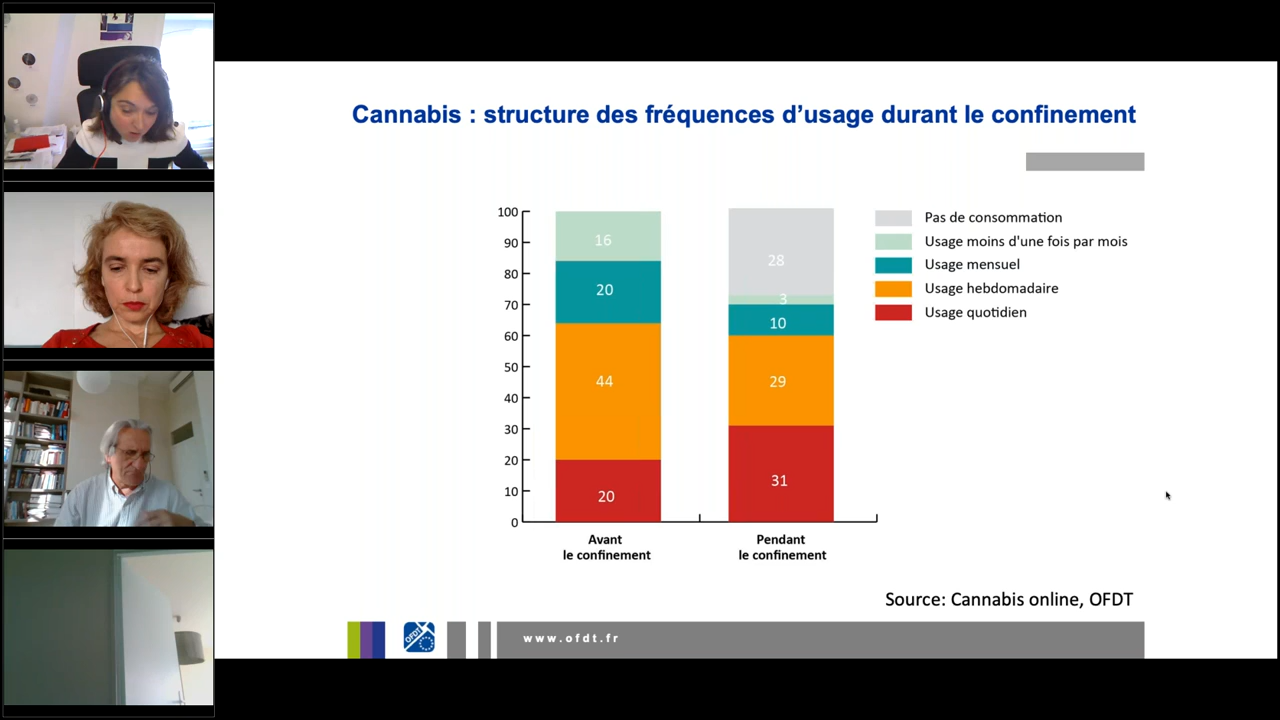 Cannabis : structure des fréquences d'usage durant le confinement
100
90
80
70
60
50
40
30
20
10
0
16
20
44
20
28
3
10
29
31
Avant
le confinement
Pendant
le confinement
Pas de consommation
Usage moins d'une fois par mois
Usage mensuel
Usage hebdomadaire
Usage quotidien
Source: Cannabis online, OFDT
OFDT
www.ofdt.fr